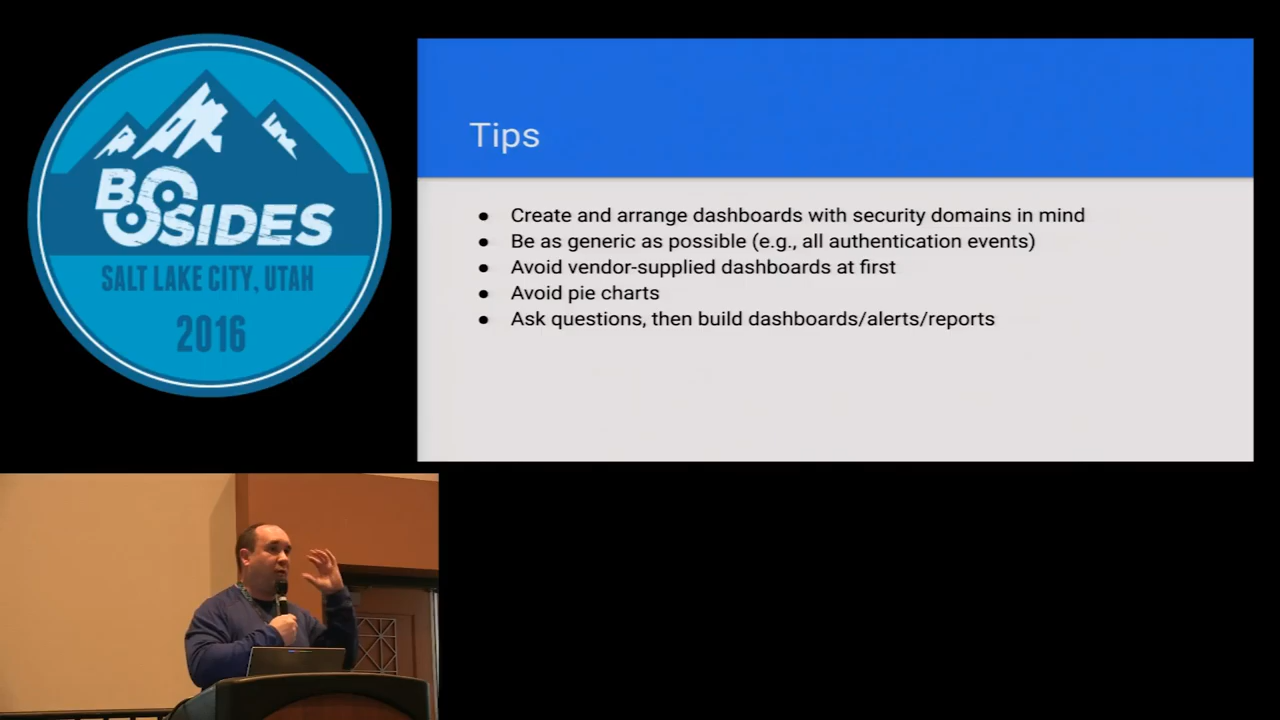 BSIDES
SALT LAKE CITY, UTAH
2016
Tips
● Create and arrange dashboards with security domains in mind
● Be as generic as possible (e.g., all authentication events)
● Avoid vendor-supplied dashboards at first
● Avoid pie charts
● Ask questions, then build dashboards/alerts/reports